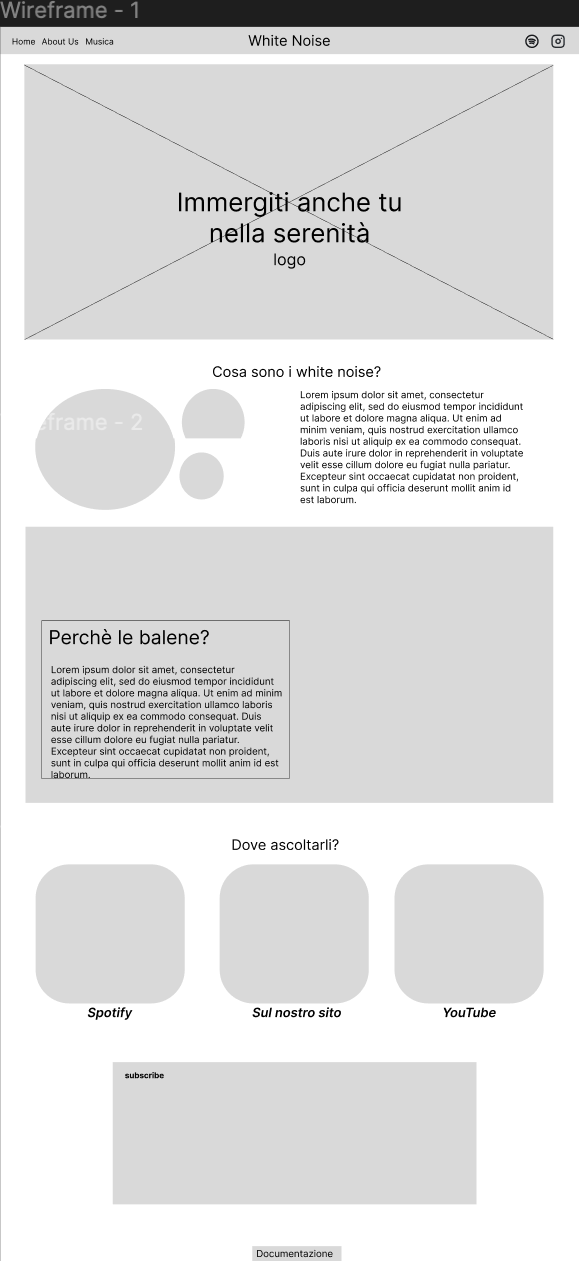 Wireframe - 1
Home About Us Musica
White Noise
Immergiti anche tu
nella serenità
logo
Cosa sono i white noise?
eframe - 2
Lorem ipsum dolor sit amet, consectetur
adipiscing elit, sed do eiusmod tempor incididunt
ut labore et dolore magna aliqua. Ut enim ad
minim veniam, quis nostrud exercitation ullamco
laboris nisi ut aliquip ex ea commodo consequat.
Duis aute irure dolor in reprehenderit in voluptate
velit esse cillum dolore eu fugiat nulla pariatur.
Excepteur sint occaecat cupidatat non proident,
sunt in culpa qui officia deserunt mollit anim id
est laborum.
Perchè le balene?
Lorem ipsum dolor sit amet, consectetur
adipiscing elit, sed do eiusmod tempor incididunt
ut labore et dolore magna aliqua. Ut enim ad minim
veniam, quis nostrud exercitation ullamco laboris
nisi ut aliquip ex ea commodo consequat. Duis
aute irure dolor in reprehenderit in voluptate velit
esse cillum dolore eu fugiat nulla pariatur.
Excepteur sint occaecat cupidatat non proident,
sunt in culpa qui officia deserunt mollit anim id est
laborum.
Dove ascoltarli?
Spotify
Sul nostro sito
YouTube
subscribe
Documentazione